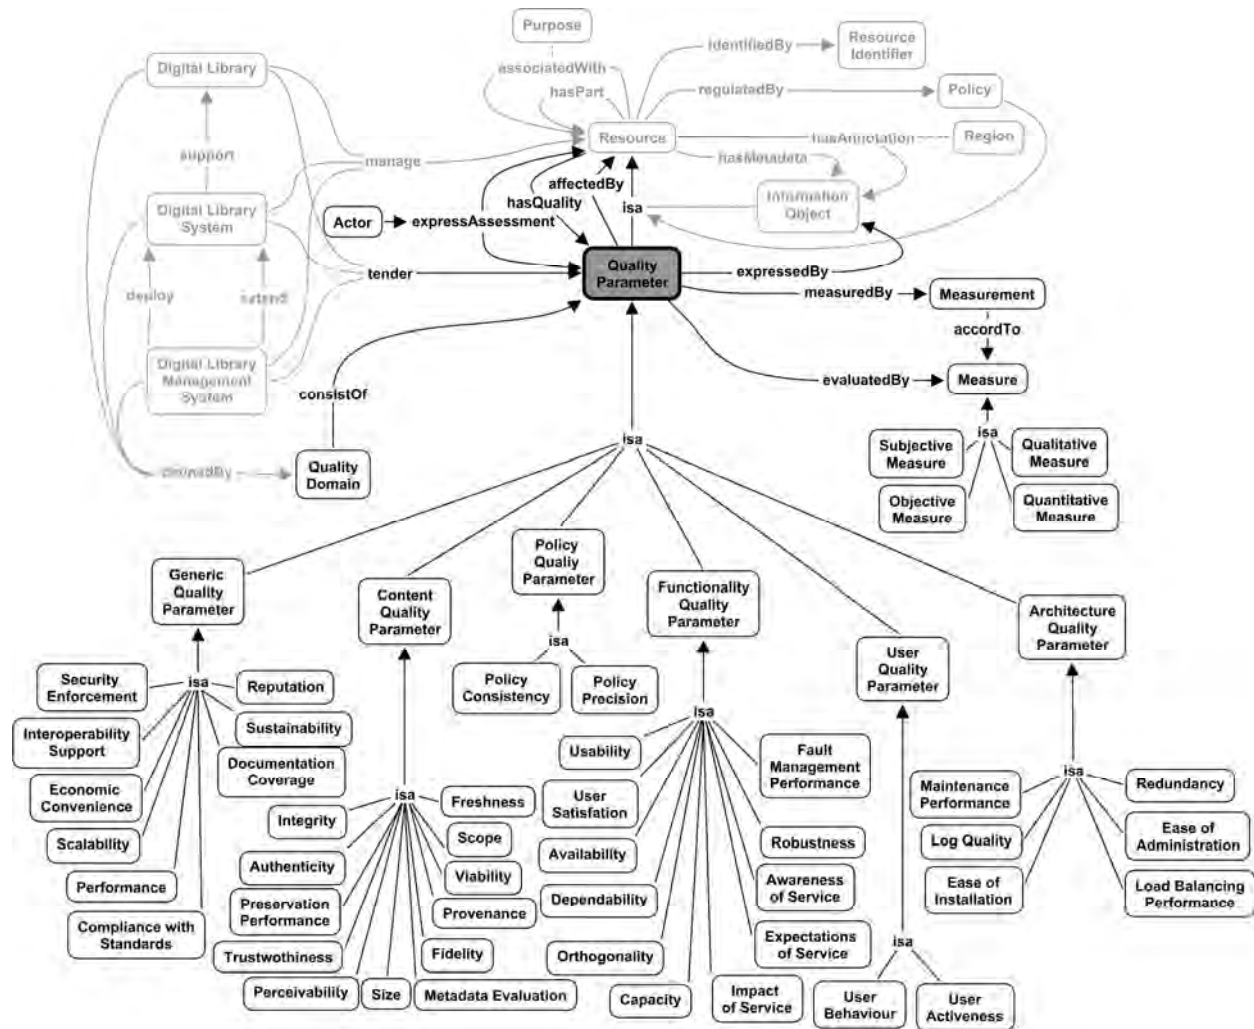 Purpose
identifiedBy
Resource
Identifier
Digital Library
associatedWith
hasPart
regulatedBy
Policy
Resource
hasAnnotation
Region
support
manage
hasMetadata
affectedBy
Information
Object
Digital Library
System
Actor
expressAssessment
hasQuality
isa
Quality
Parameter
tender
expressedBy
deploy
extend
measuredBy
Measurement
accordTo
Digital Library
Management
System
consistOf
evaluatedBy
Measure
isa
Subjective
Measure
Qualitative
Measure
Objective
Measure
Quantitative
Measure
isa
Quality
Domain
Generic
Quality
Parameter
Content
Quality
Parameter
Policy
Qualiy
Parameter
Functionality
Quality
Parameter
User
Quality
Parameter
Architecture
Quality
Parameter
isa
Security
Enforcement
Reputation
Interoperability
Support
Sustainability
Economic
Convenience
Documentation
Coverage
Scalability
Performance
Compliance with
Standards
isa
Integrity
Freshness
Scope
Authenticity
Viability
Preservation
Performance
Provenance
Trustwothiness
Fidelity
Perceivability
Size
Metadata Evaluation
isa
Policy
Consistency
Policy
Precision
isa
Usability
Fault
Management
Performance
User
Satisfation
Robustness
Availability
Awareness
of Service
Dependability
Expectations
of Service
Orthogonality
Capacity
Impact
of Service
isa
User
Behaviour
User
Activeness
isa
Maintenance
Performance
Redundancy
Log Quality
Ease of
Administration
Ease of
Installation
Load Balancing
Performance